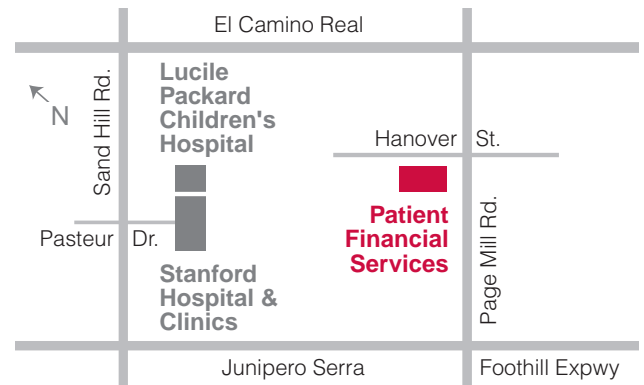 El Camino Real
Sand Hill Rd.
N
Lucile
Packard
Children's
Hospital
Hanover St.
Pasteur Dr.
Patient
Financial
Services
Page Mill Rd.
Stanford
Hospital &
Clinics
Junipero Serra
Foothill Expwy